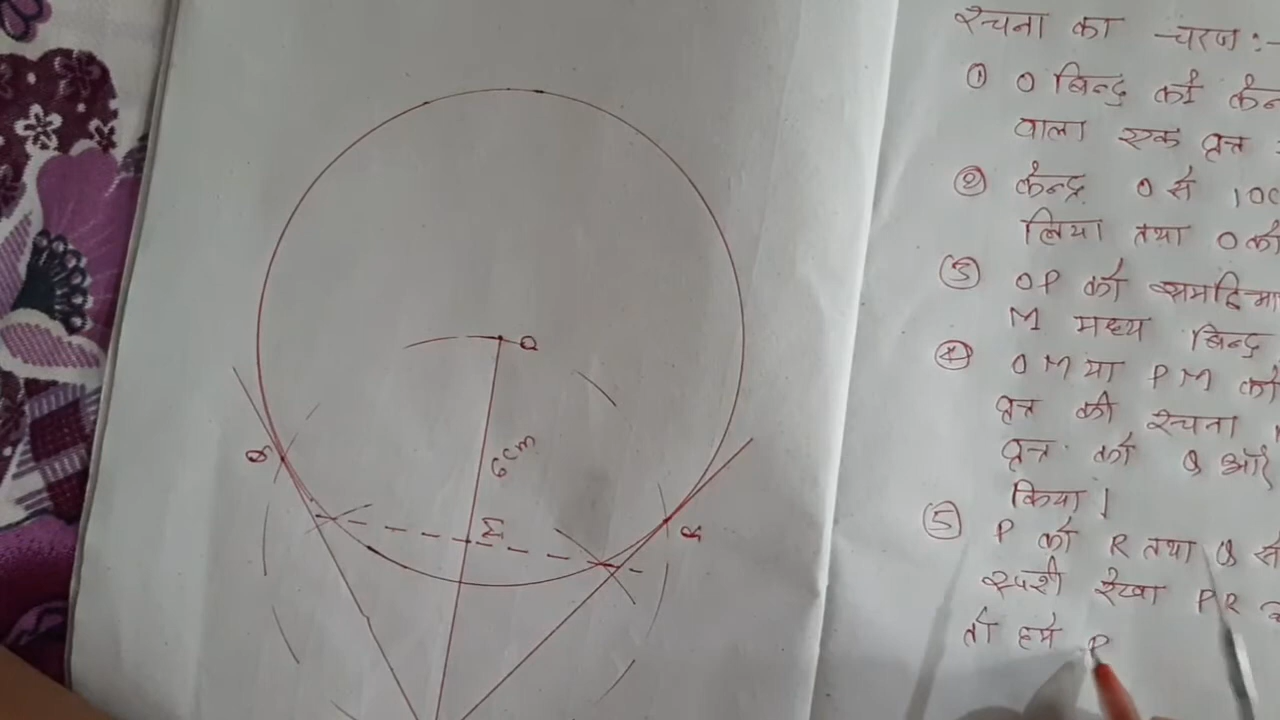 रचना का चरण :-
① O बिन्दु को
वाला एक वृत्त
② केन्द्र O से 10
लिया तथा O को
③ OP को
M मध्य बिन्दु
④ OM या PM को
वृत्त की रचना
वृत्त को Q और
किया।
⑤ P को R तथा Q से
स्पर्श रेखा PR
तो हमे P
O
6cm
M
Q
R